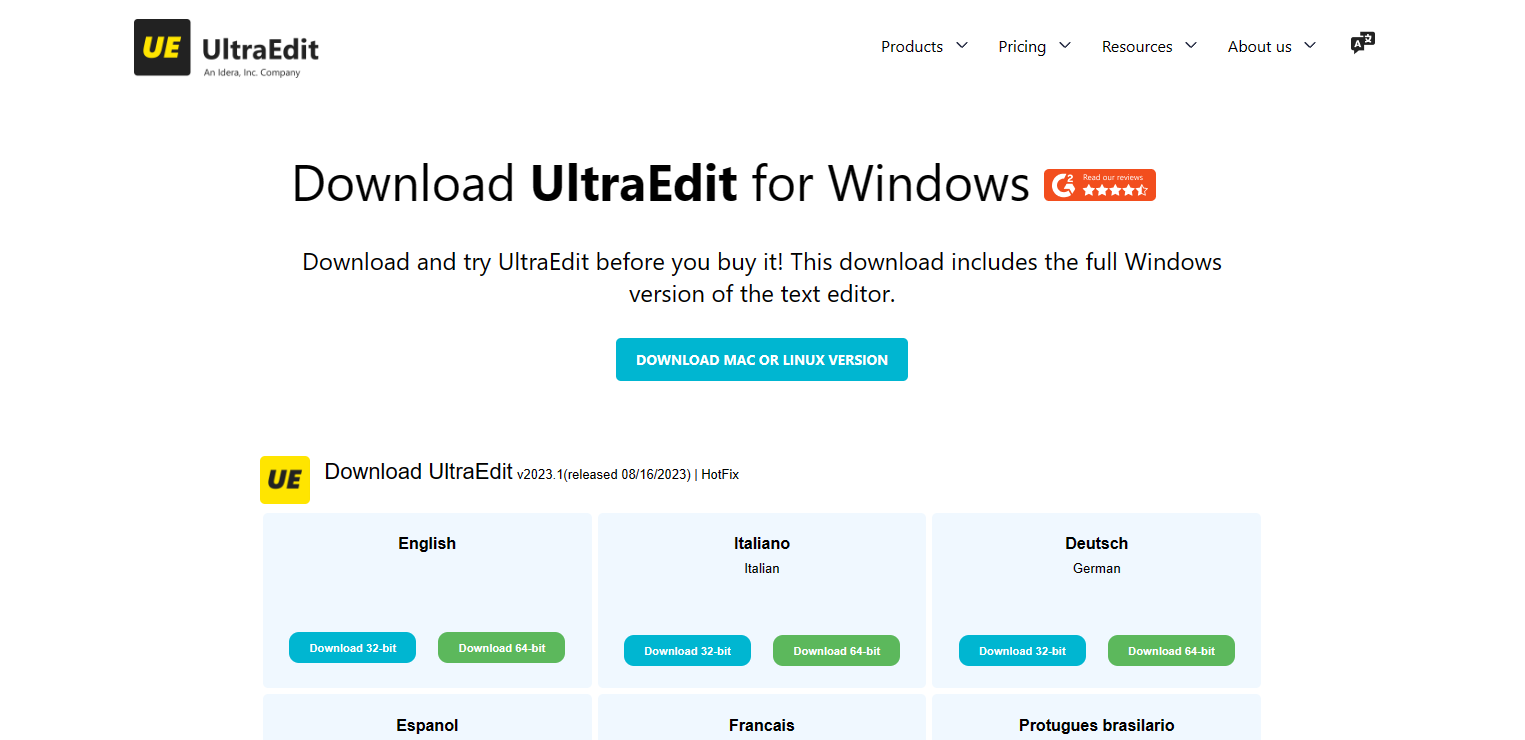 UE UltraEdit
An Idera, Inc. Company
Products Pricing Resources About us
Download UltraEdit for Windows
G2 Read our reviews
Download and try UltraEdit before you buy it! This download includes the full Windows
version of the text editor.
DOWNLOAD MAC OR LINUX VERSION
UE Download UltraEdit v2023.1(released 08/16/2023) | HotFix
English
Download 32-bit Download 64-bit
Italiano
Italian
Download 32-bit Download 64-bit
Deutsch
German
Download 32-bit Download 64-bit
Espanol
Francais
Protugues brasilario